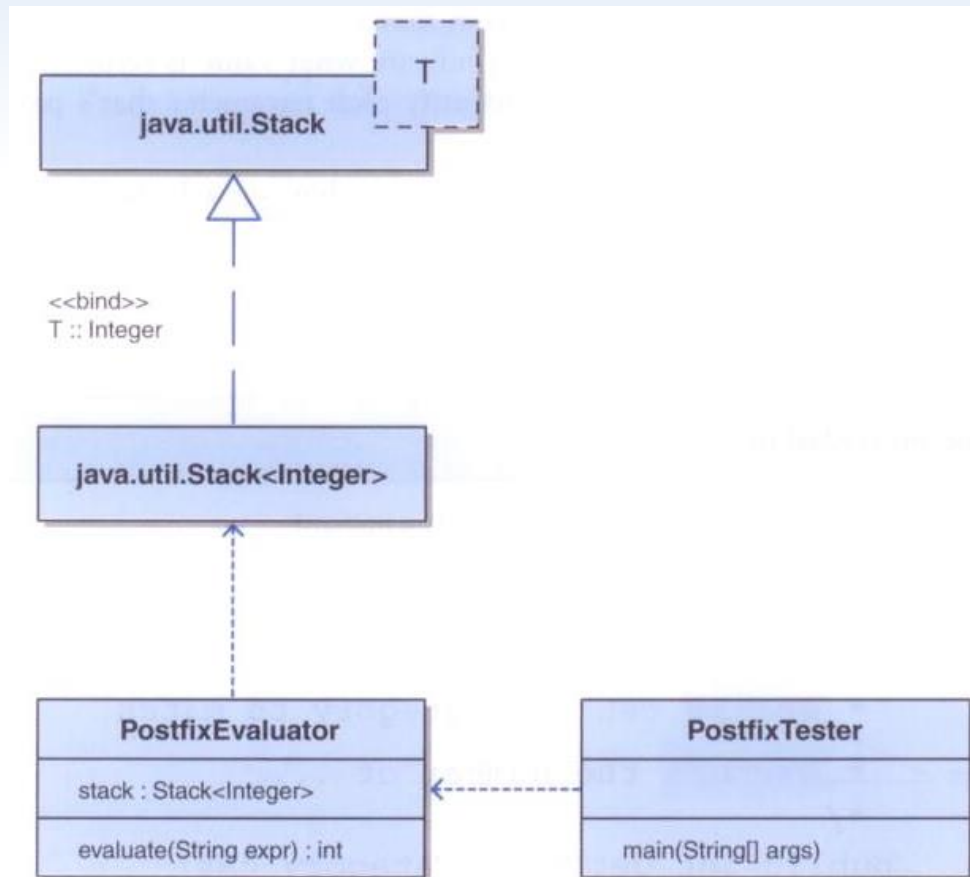 T
java.util.Stack
<<bind>>
T :: Integer
java.util.Stack<Integer>
PostfixEvaluator
stack : Stack<Integer>
evaluate(String expr) : int
PostfixTester
main(String[] args)